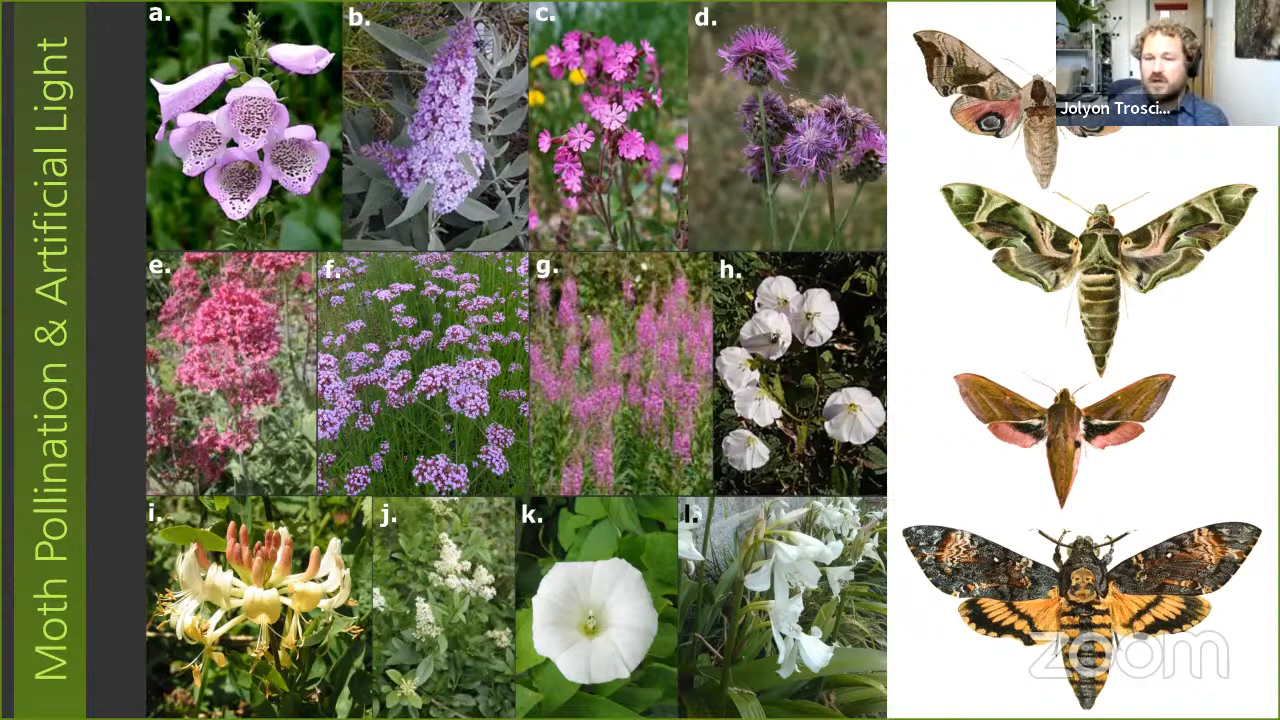 Moth Pollination & Artificial Light
a.
b.
c.
d.
e.
f.
g.
h.
i
j.
k.
l.
Jolyon Trosci...
zoom